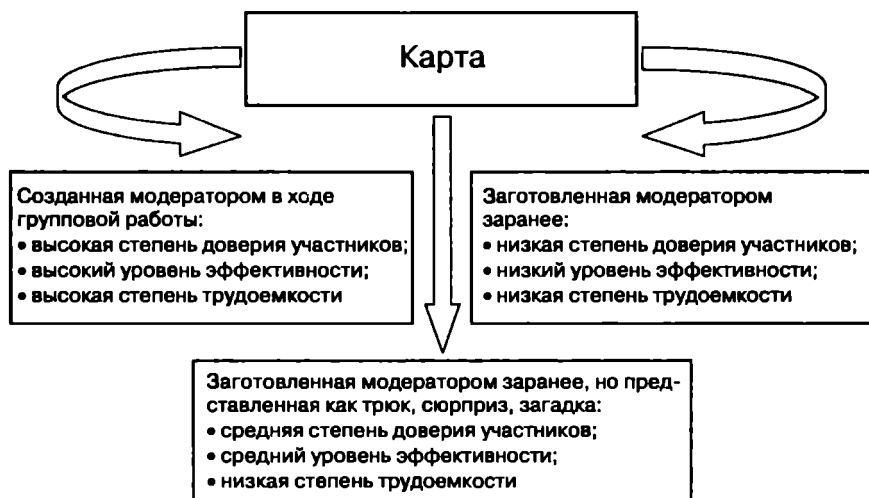 Карта
Созданная модератором в ходе
групповой работы:
• высокая степень доверия участников;
• высокий уровень эффективности;
• высокая степень трудоемкости
Заготовленная модератором
заранее:
• низкая степень доверия участников;
• низкий уровень эффективности;
• низкая степень трудоемкости
Заготовленная модератором заранее, но пред-
ставленная как трюк, сюрприз, загадка:
• средняя степень доверия участников;
• средний уровень эффективности;
• низкая степень трудоемкости